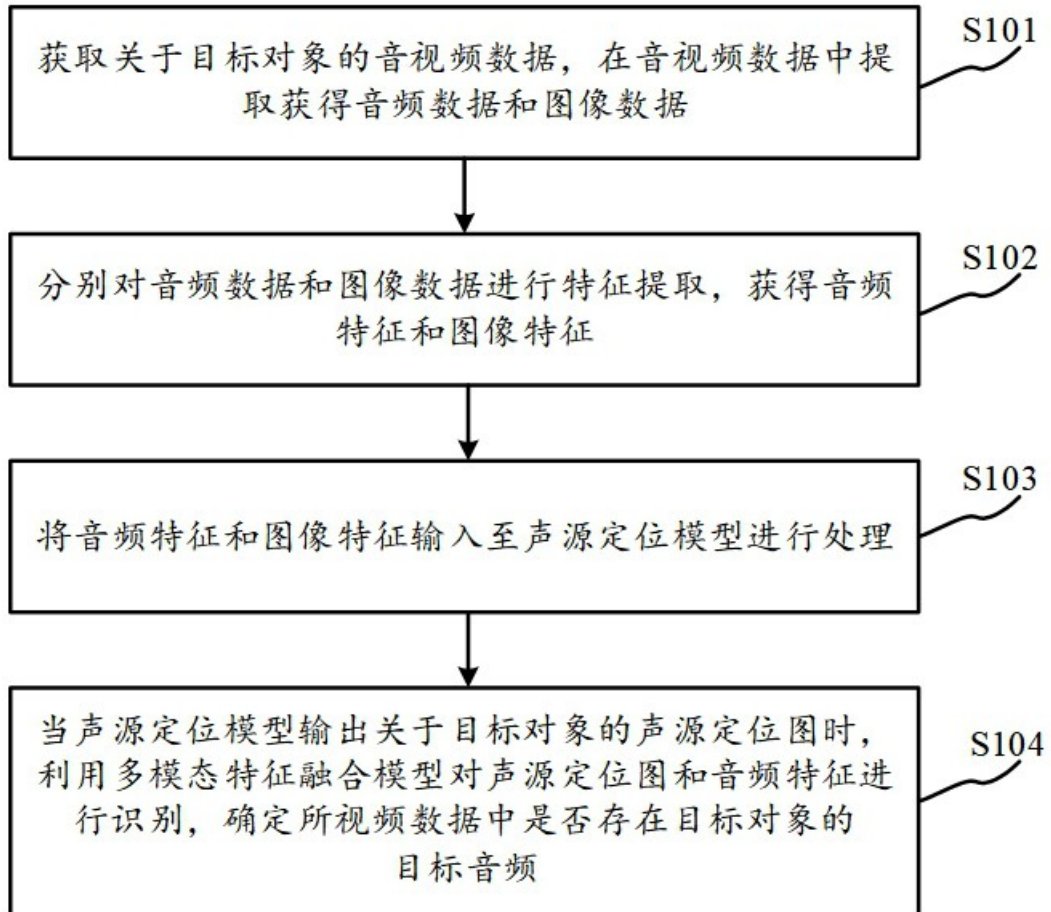 S101
获取关于目标对象的音视频数据，在音视频数据中提
取获得音频数据和图像数据
S102
分别对音频数据和图像数据进行特征提取，获得音频
特征和图像特征
S103
将音频特征和图像特征输入至声源定位模型进行处理
S104
当声源定位模型输出关于目标对象的声源定位图时，
利用多模态特征融合模型对声源定位图和音频特征进
行识别，确定所视频数据中是否存在目标对象的
目标音频